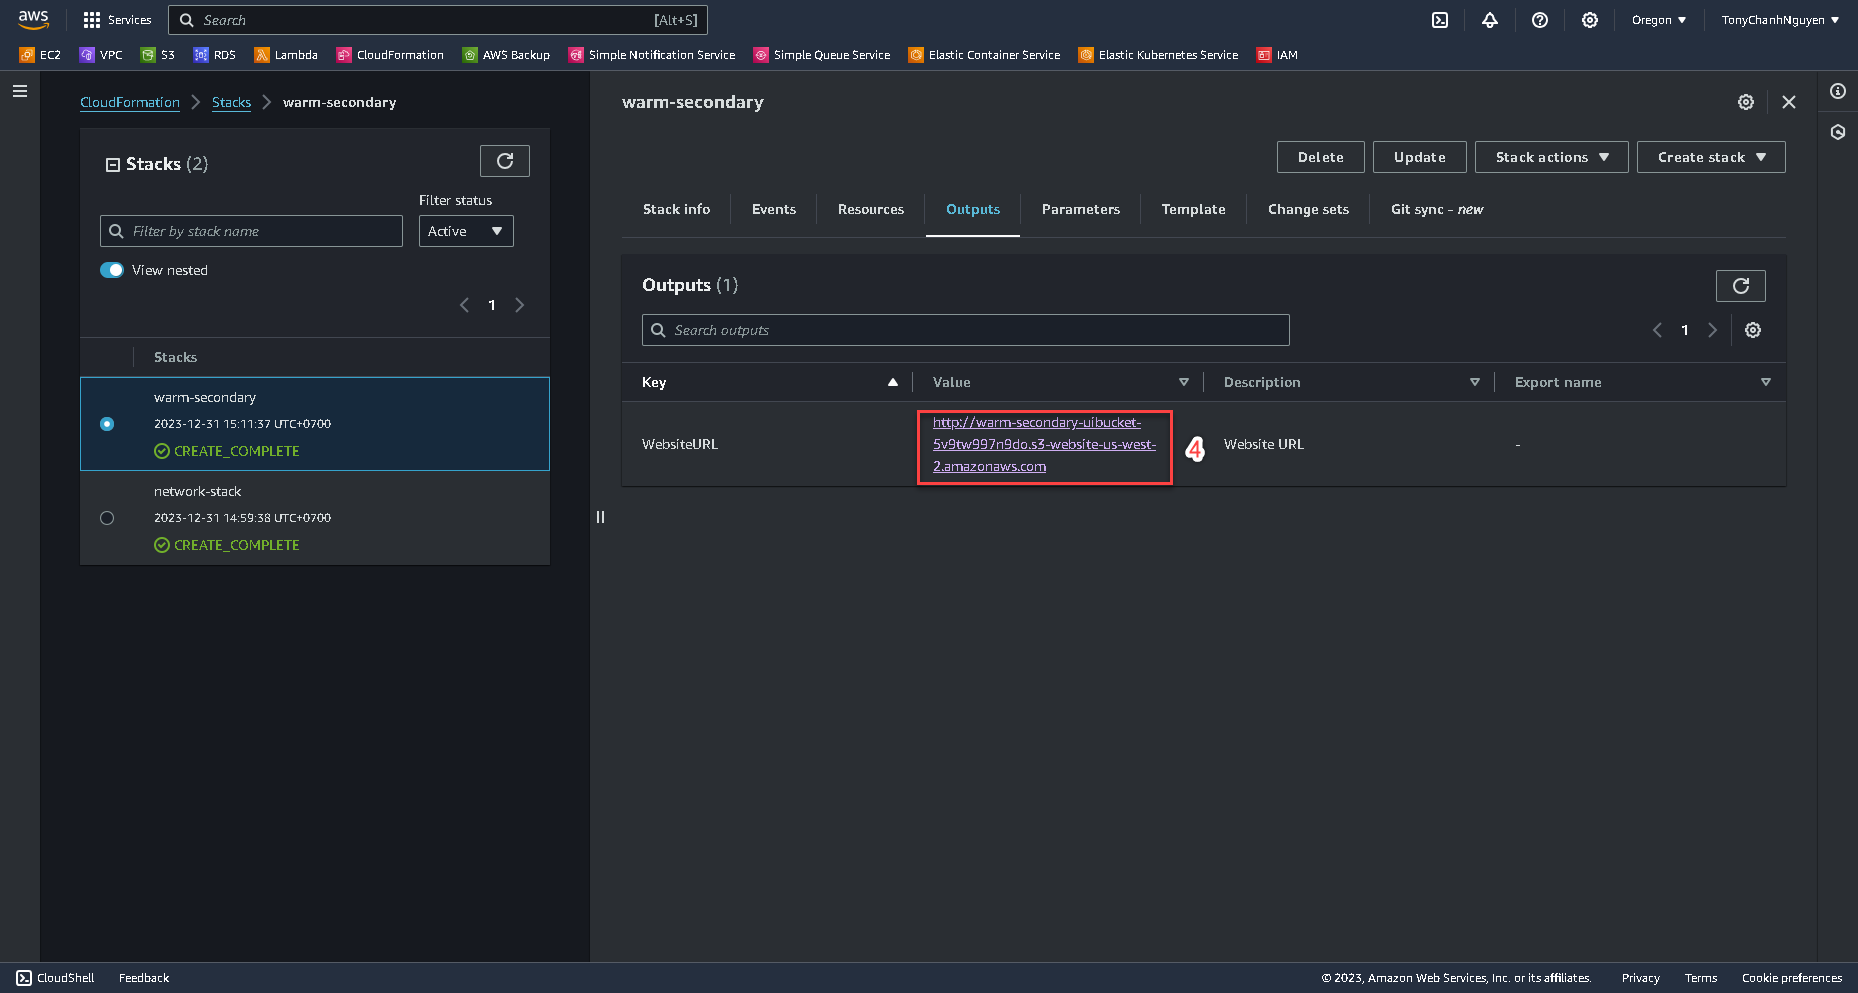 aws
Services
Search
[Alt+S]
Oregon
TonyChanhNguyen
EC2
VPC
S3
RDS
Lambda
CloudFormation
AWS Backup
Simple Notification Service
Simple Queue Service
Elastic Container Service
Elastic Kubernetes Service
IAM
CloudFormation
Stacks
warm-secondary
Stacks (2)
Filter status
Filter by stack name
Active
View nested
1
Stacks
warm-secondary
2023-12-31 15:11:37 UTC+0700
CREATE_COMPLETE
network-stack
2023-12-31 14:59:38 UTC+0700
CREATE_COMPLETE
warm-secondary
Delete
Update
Stack actions
Create stack
Stack info
Events
Resources
Outputs
Parameters
Template
Change sets
Git sync - new
Outputs (1)
Search outputs
1
Key
Value
Description
Export name
WebsiteURL
http://warm-secondary-uibucket-
5v9tw997n9do.s3-website-us-west-
2.amazonaws.com
4
Website URL
-
CloudShell
Feedback
© 2023, Amazon Web Services, Inc. or its affiliates.
Privacy
Terms
Cookie preferences